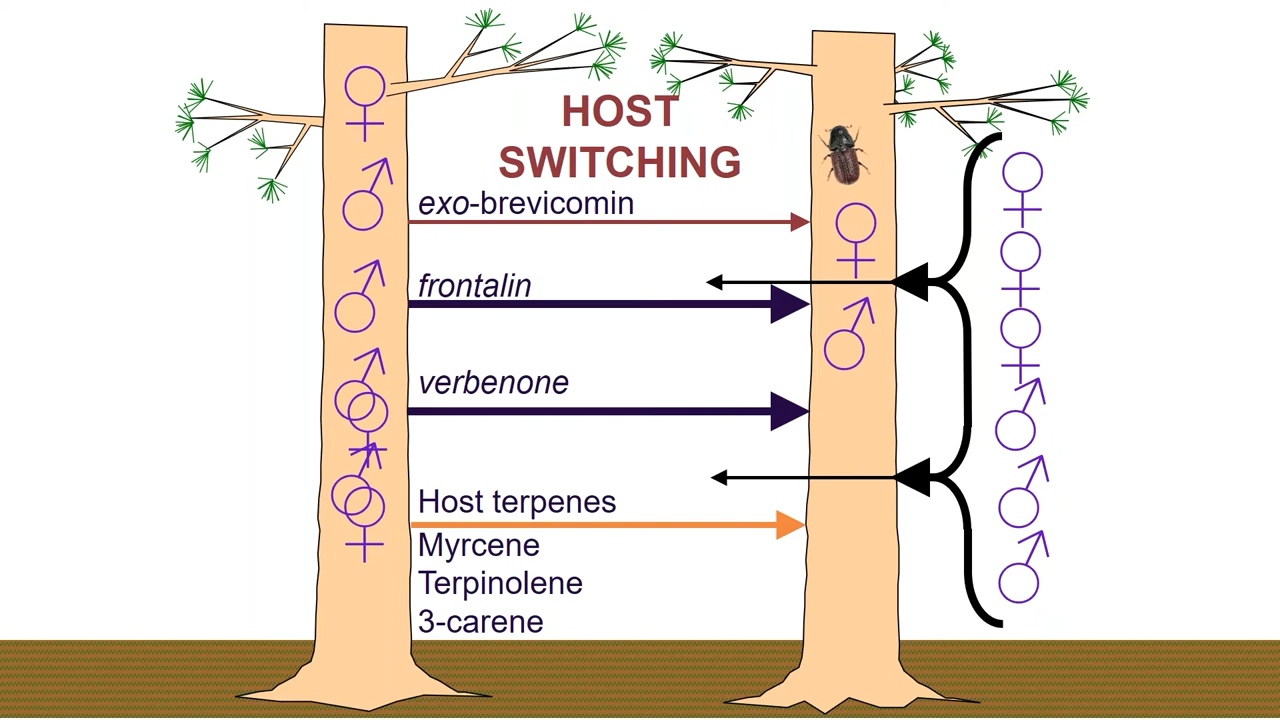 HOST
SWITCHING
exo-brevicomin
frontalin
verbenone
Host terpenes
Myrcene
Terpinolene
3-carene